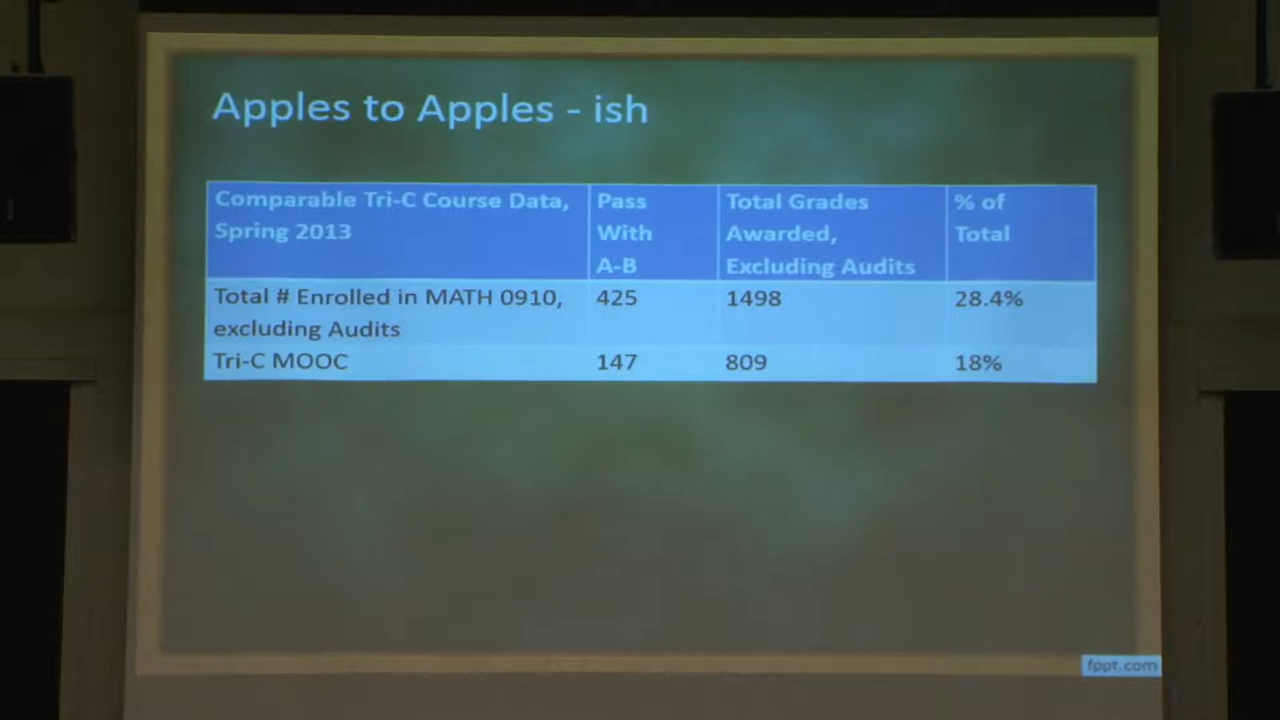 Apples to Apples - ish
Comparable Tri-C Course Data,
Spring 2013
Pass
With
A-B
Total Grades
Awarded,
Excluding Audits
% of
Total
Total # Enrolled in MATH 0910,
excluding Audits
425
1498
28.4%
Tri-C MOOC
147
809
18%
fppt.com